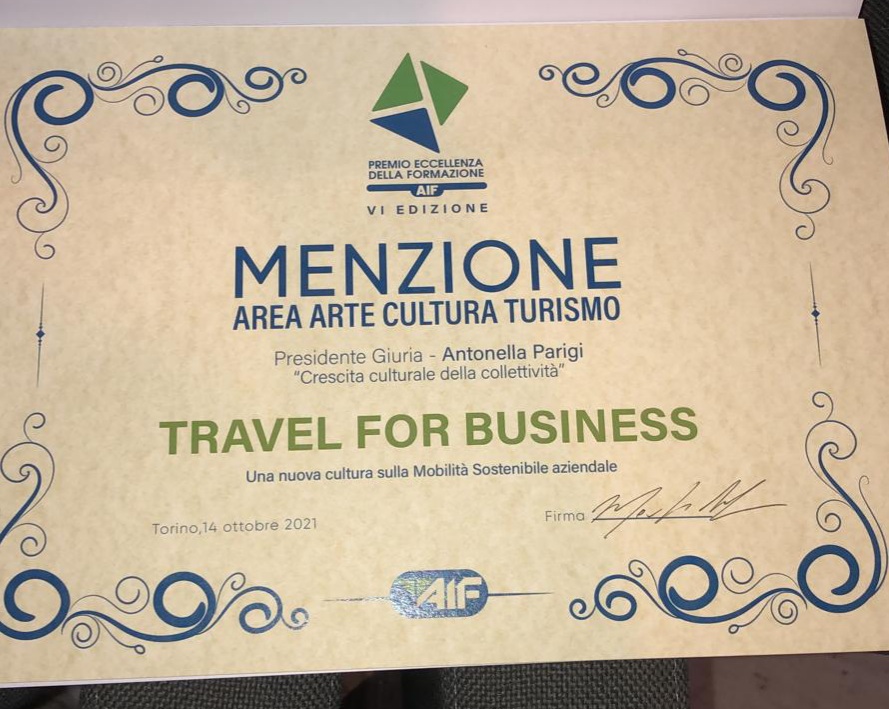 PREMIO ECCELLENZA
DELLA FORMAZIONE
AIF
VI EDIZIONE
MENZIONE
AREA ARTE CULTURA TURISMO
Presidente Giuria - Antonella Parigi
"Crescita culturale della collettività"
TRAVEL FOR BUSINESS
Una nuova cultura sulla Mobilità Sostenibile aziendale
Torino,14 ottobre 2021
Firma
AIF